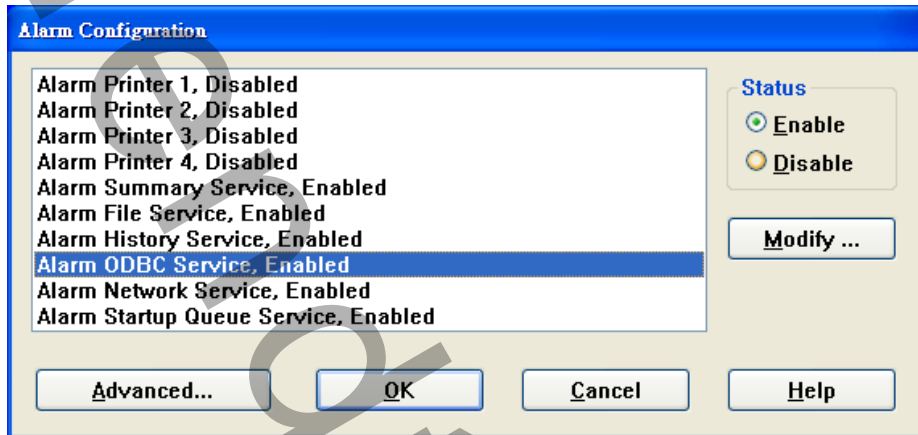 Alarm Configuration
Alarm Printer 1, Disabled
Alarm Printer 2, Disabled
Alarm Printer 3, Disabled
Alarm Printer 4, Disabled
Alarm Summary Service, Enabled
Alarm File Service, Enabled
Alarm History Service, Enabled
Alarm ODBC Service, Enabled
Alarm Network Service, Enabled
Alarm Startup Queue Service, Enabled
Status
Enable
Disable
Modify ...
Advanced...
OK
Cancel
Help